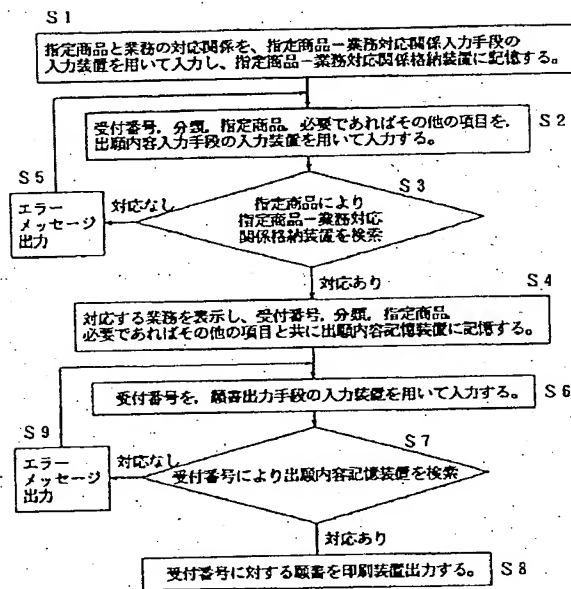 S1
指定商品と業務の対応関係を、指定商品－業務対応関係入力手段の
入力装置を用いて入力し、指定商品－業務対応関係格納装置に記憶する。
S2
受付番号，分類，指定商品，必要であればその他の項目を，
出願内容入力手段の入力装置を用いて入力する。
S5
エラー
メッセージ
出力
対応なし
S3
指定商品により
指定商品－業務対応
関係格納装置を検索
対応あり
S4
対応する業務を表示し、受付番号，分類，指定商品
必要であればその他の項目と共に出願内容記憶装置に記憶する。
受付番号を，願書出力手段の入力装置を用いて入力する。
S6
S9
エラー
メッセージ
出力
対応なし
S7
受付番号により出願内容記憶装置を検索
対応あり
受付番号に対する願書を印刷装置出力する。
S8